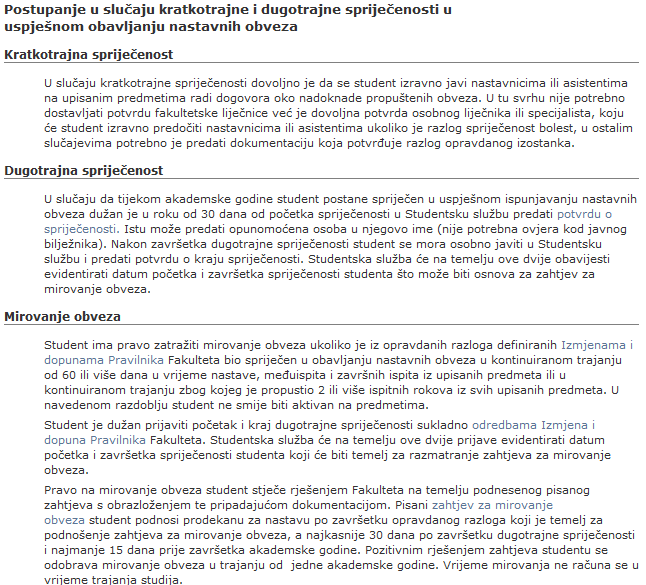 Postupanje u slučaju kratkotrajne i dugotrajne spriječenosti u
uspješnom obavljanju nastavnih obveza
Kratkotrajna spriječenost
U slučaju kratkotrajne spriječenosti dovoljno je da se student izravno javi nastavnicima ili asistentima
na upisanim predmetima radi dogovora oko nadoknade propuštenih obveza. U tu svrhu nije potrebno
dostavljati potvrdu fakultetske liječnice već je dovoljna potvrda osobnog liječnika ili specijalista, koju
će student izravno predočiti nastavnicima ili asistentima ukoliko je razlog spriječenost bolest, u ostalim
slučajevima potrebno je predati dokumentaciju koja potvrđuje razlog opravdanog izostanka.
Dugotrajna spriječenost
U slučaju da tijekom akademske godine student postane spriječen u uspješnom ispunjavanju nastavnih
obveza dužan je u roku od 30 dana od početka spriječenosti u Studentsku službu predati potvrdu o
spriječenosti. Istu može predati opunomoćena osoba u njegovo ime (nije potrebna ovjera kod javnog
bilježnika). Nakon završetka dugotrajne spriječenosti student se mora osobno javiti u Studentsku
službu i predati potvrdu o kraju spriječenosti. Studentska služba će na temelju ove dvije obavijesti
evidentirati datum početka i završetka spriječenosti studenta što može biti osnova za zahtjev za
mirovanje obveza.
Mirovanje obveza
Student ima pravo zatražiti mirovanje obveza ukoliko je iz opravdanih razloga definiranih Izmjenama i
dopunama Pravilnika Fakulteta bio spriječen u obavljanju nastavnih obveza u kontinuiranom trajanju
od 60 ili više dana u vrijeme nastave, međuispita i završnih ispita iz upisanih predmeta ili u
kontinuiranom trajanju zbog kojeg je propustio 2 ili više ispitnih rokova iz svih upisanih predmeta. U
navedenom razdoblju student ne smije biti aktivan na predmetima.
Student je dužan prijaviti početak i kraj dugotrajne spriječenosti sukladno odredbama Izmjena i
dopuna Pravilnika Fakulteta. Studentska služba će na temelju ove dvije prijave evidentirati datum
početka i završetka spriječenosti studenta koji će biti temelj za razmatranje zahtjeva za mirovanje
obveza.
Pravo na mirovanje obveza student stječe rješenjem Fakulteta na temelju podnesenog pisanog
zahtjeva s obrazloženjem te pripadajućom dokumentacijom. Pisani zahtjev za mirovanje
obveza student podnosi prodekanu za nastavu po završetku opravdanog razloga koji je temelj za
podnošenje zahtjeva za mirovanje obveza, a najkasnije 30 dana po završetku dugotrajne spriječenosti
i najmanje 15 dana prije završetka akademske godine. Pozitivnim rješenjem zahtjeva studentu se
odobrava mirovanje obveza u trajanju od  jedne akademske godine. Vrijeme mirovanja ne računa se u
vrijeme trajanja studija.